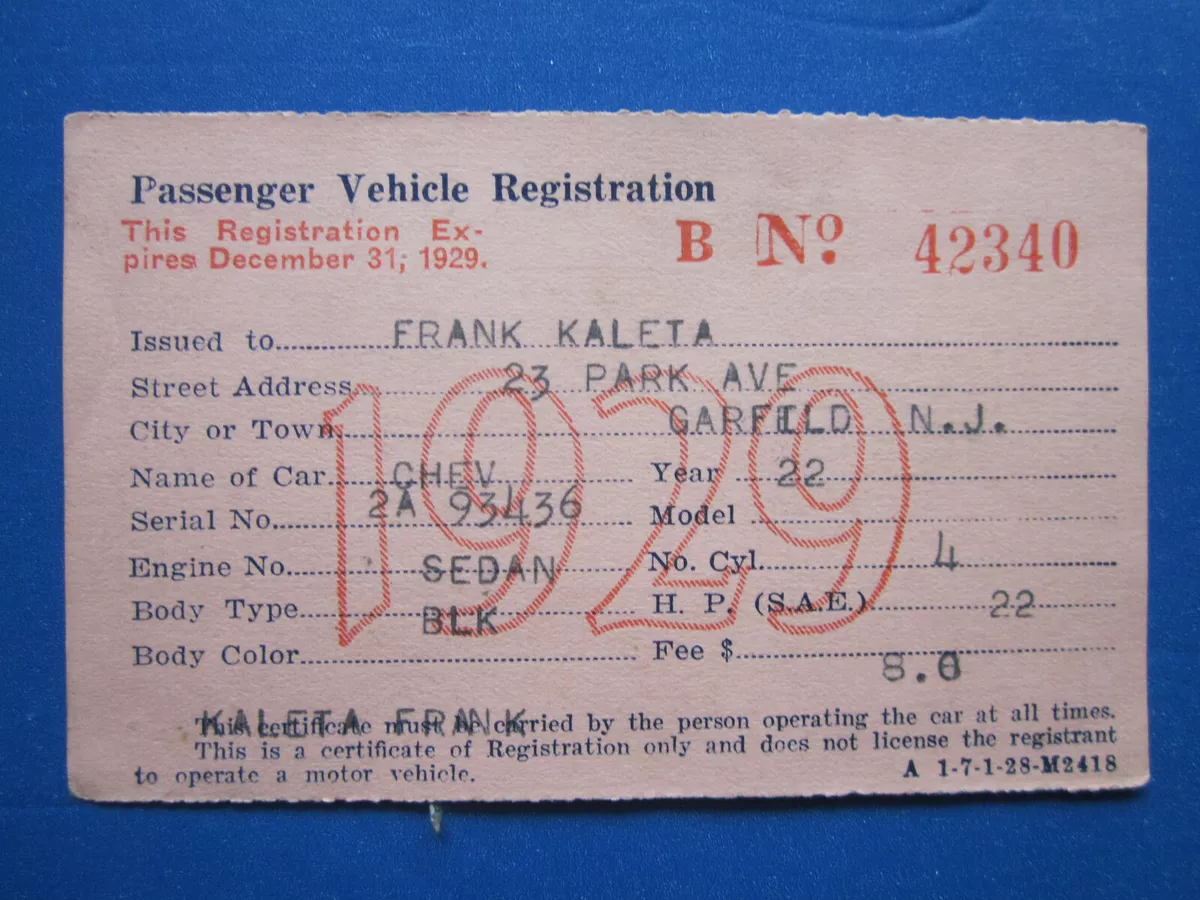 Passenger Vehicle Registration
This Registration Ex-
pires December 31, 1929.
B No. 42340
1929
Issued to FRANK KALETA
Street Address 23 PARK AVE
City or Town GARFEILD N.J.
Name of Car CHEV Year 22
Serial No. 2A 93436 Model
Engine No. SEDAN No. Cyl. 4
Body Type BLK H. P. (S.A.E.) 22
Body Color Fee $ 8.0
KALETA FRANK
This certificate must be carried by the person operating the car at all times.
This is a certificate of Registration only and does not license the registrant
to operate a motor vehicle. A 1-7-1-28-M2418